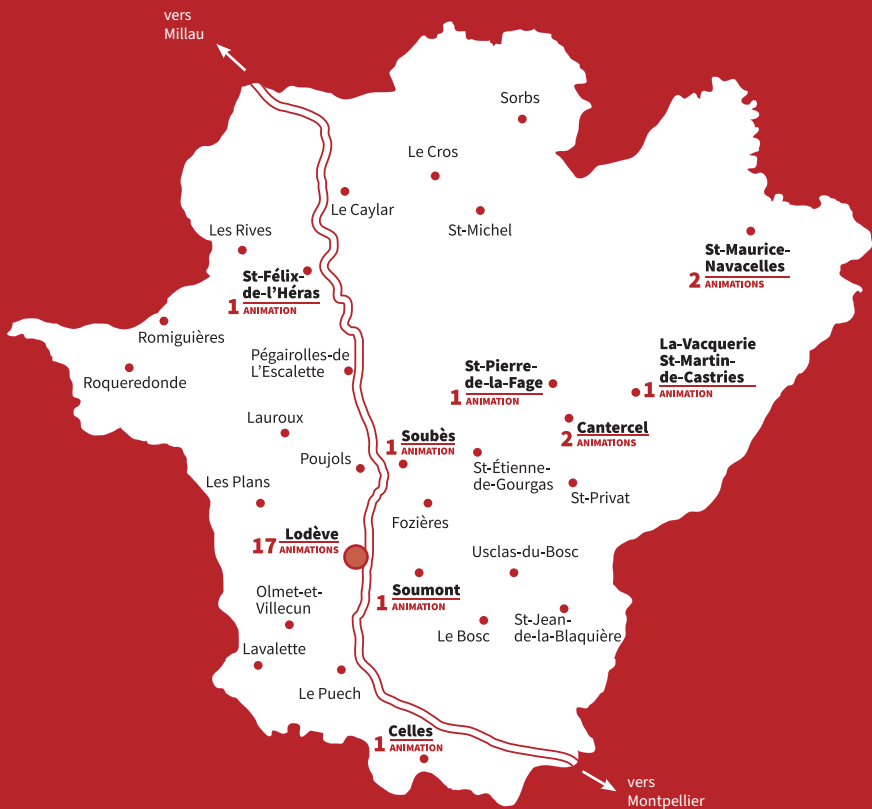 vers
Millau
Sorbs
Le Cros
Le Caylar
St-Michel
Les Rives
St-Maurice-
Navacelles
2 ANIMATIONS
St-Félix-
de-l'Héras
1 ANIMATION
Romiguières
Roqueredonde
Pégairolles-de
L'Escalette
St-Pierre-
de-la-Fage
1 ANIMATION
La-Vacquerie
St-Martin-
de-Castries
1 ANIMATION
Cantercel
2 ANIMATIONS
Lauroux
Soubès
1 ANIMATION
Poujols
St-Étienne-
de-Gourgas
St-Privat
Les Plans
Fozières
Lodève
17 ANIMATIONS
Usclas-du-Bosc
Soumont
1 ANIMATION
Olmet-et-
Villecun
St-Jean-
de-la-Blaquière
Le Bosc
Lavalette
Le Puech
Celles
1 ANIMATION
vers
Montpellier